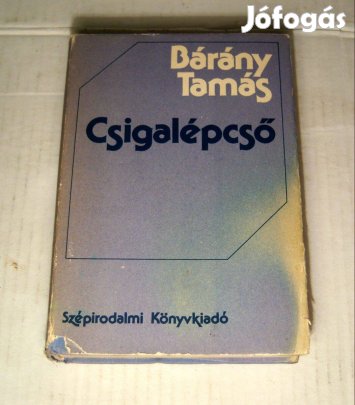 Jófogás
Bárány
Tamás
Csigalépcső
Szépirodalmi Könyvkiadó